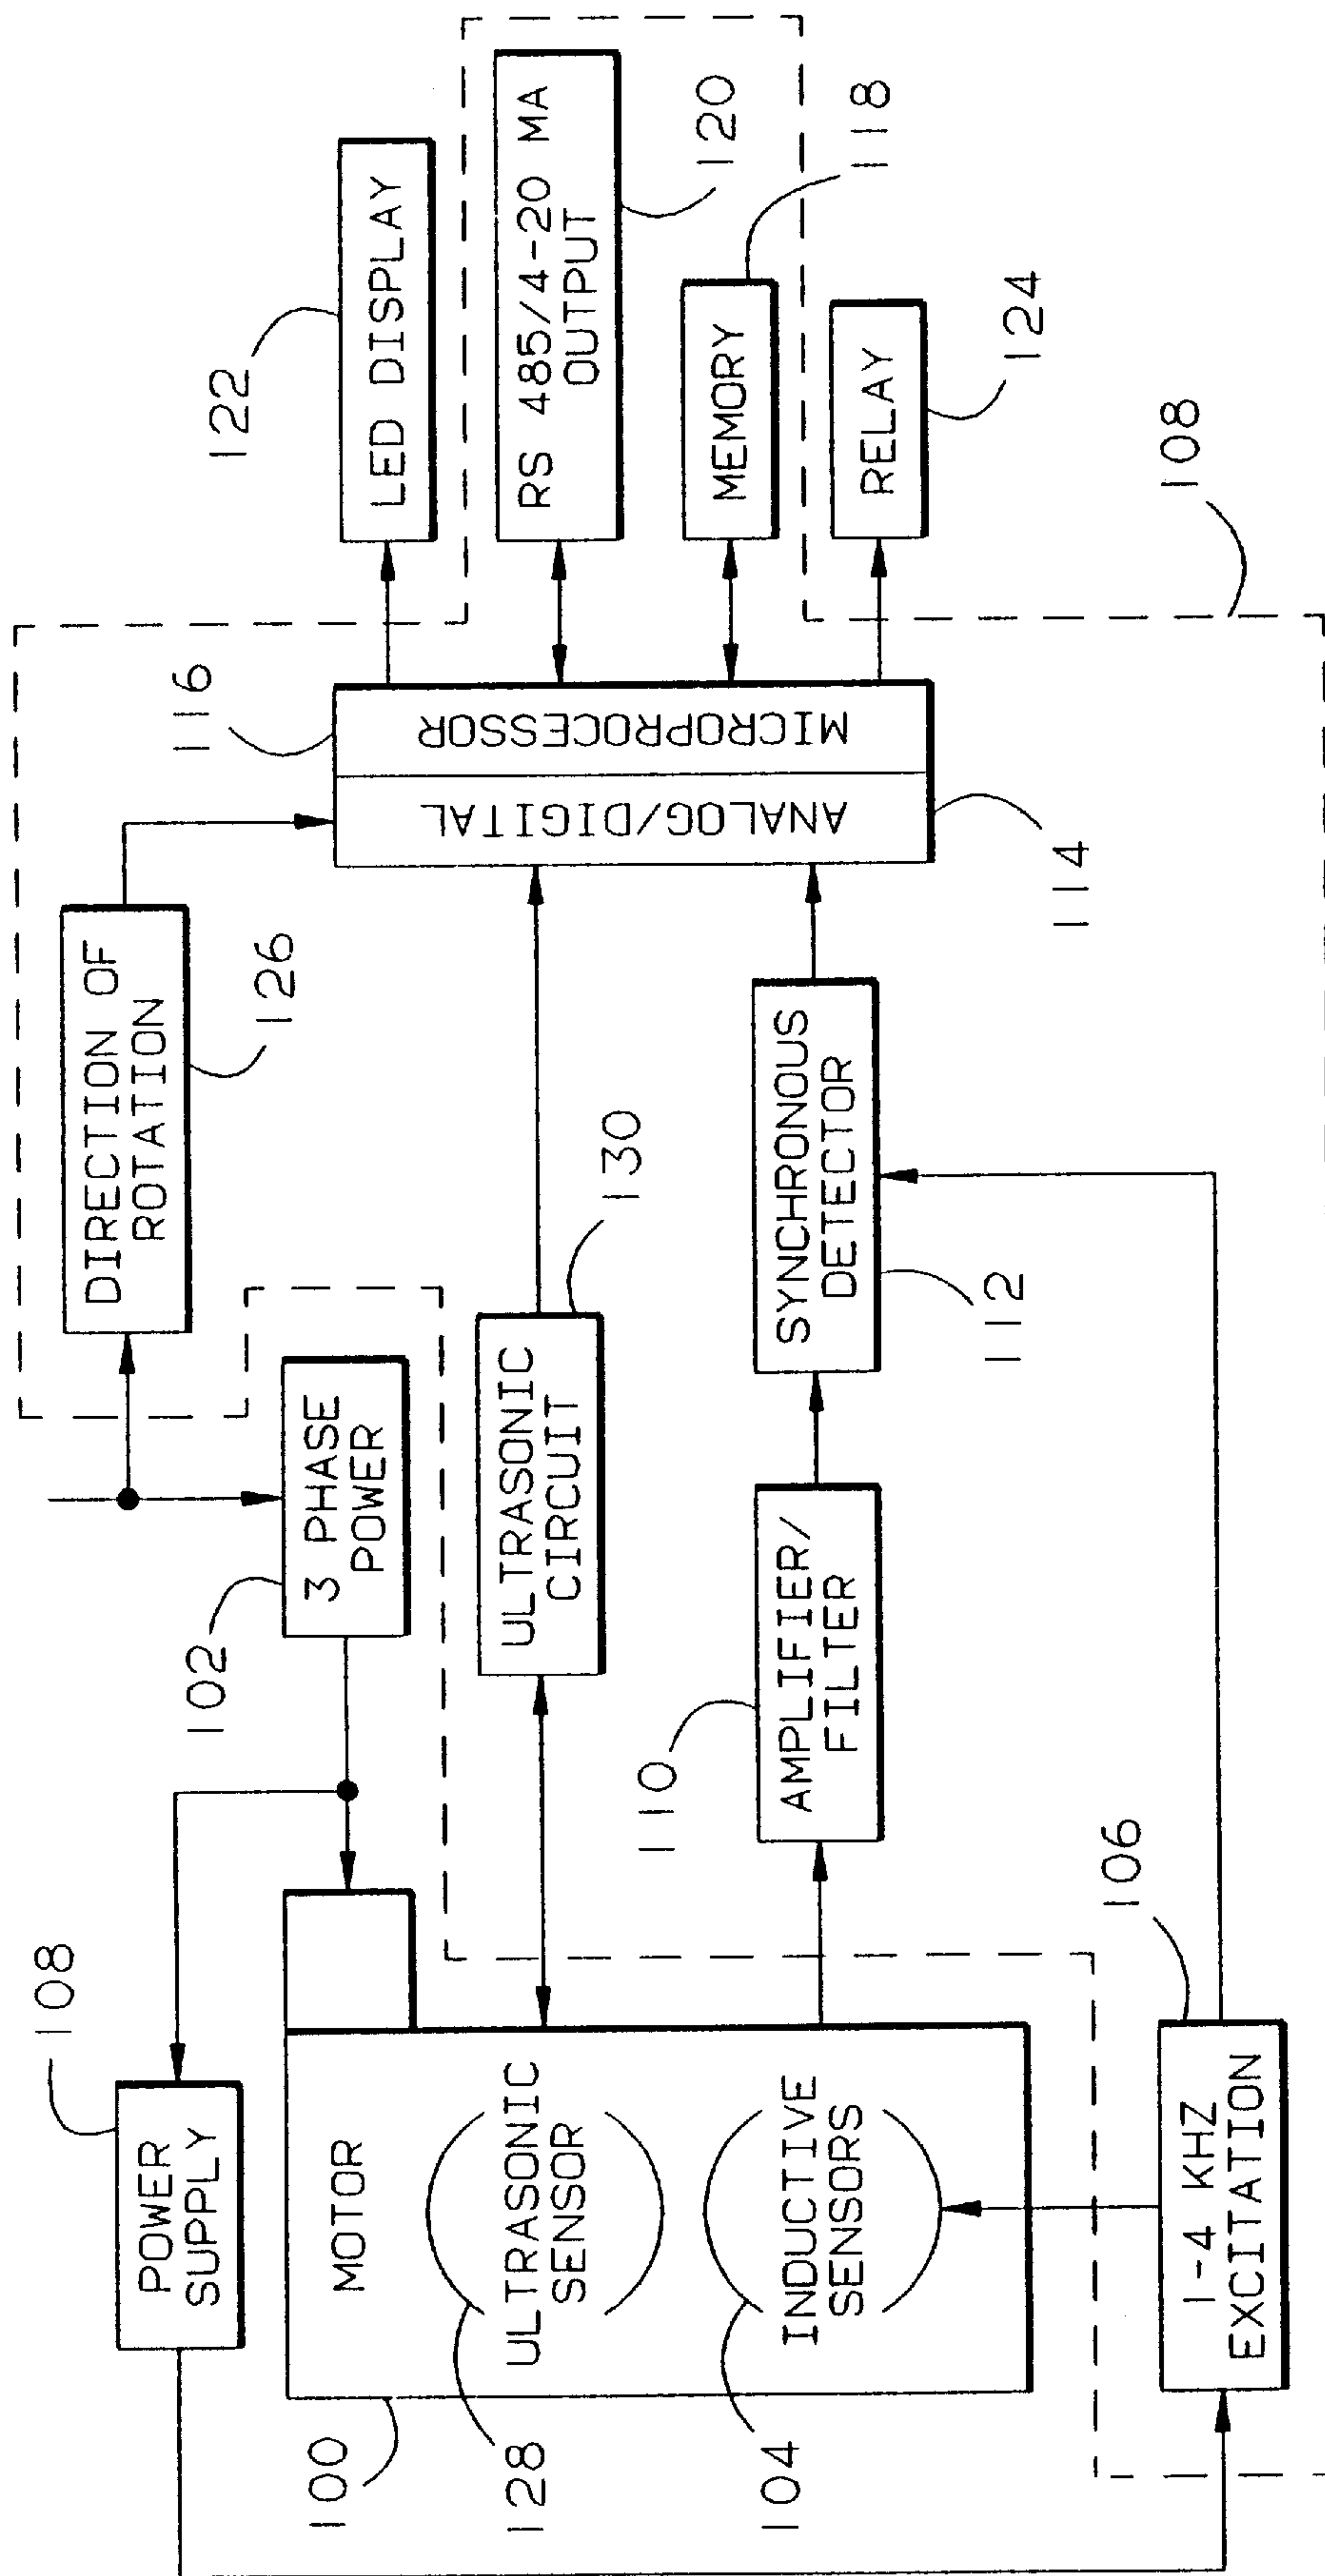 108
POWER
SUPPLY
100
MOTOR
128
ULTRASONIC
SENSOR
104
INDUCTIVE
SENSORS
106
1-4 KHZ
EXCITATION
102
3 PHASE
POWER
DIRECTION OF
ROTATION
126
ULTRASONIC
CIRCUIT
130
110
AMPLIFIER/
FILTER
SYNCHRONOUS
DETECTOR
112
116
ANALOG/DIGITAL
MICROPROCESSOR
114
122
LED DISPLAY
RS 485/4-20 MA
OUTPUT
120
MEMORY
118
RELAY
124
108